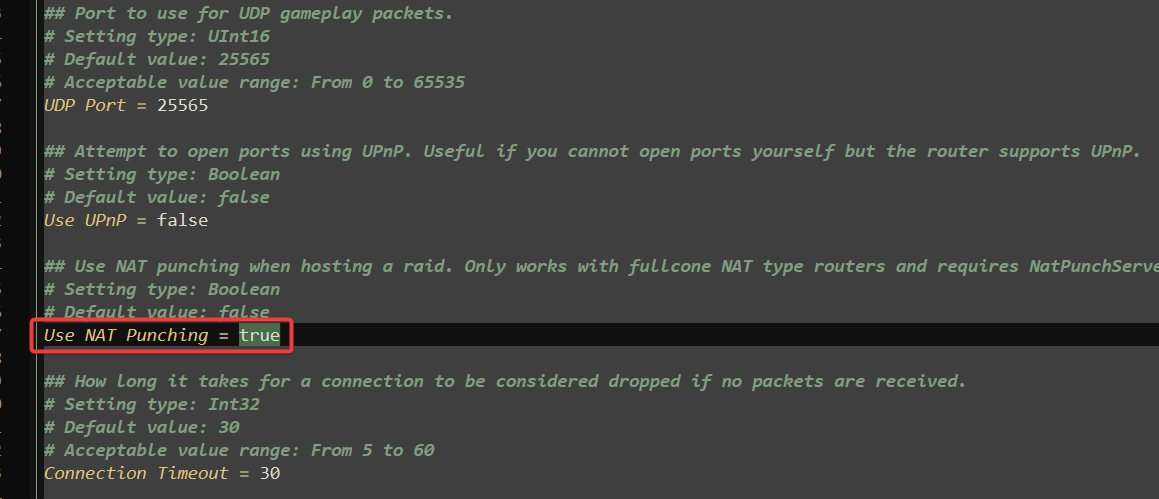 ## Port to use for UDP gameplay packets.
# Setting type: UInt16
# Default value: 25565
# Acceptable value range: From 0 to 65535
UDP Port = 25565
## Attempt to open ports using UPnP. Useful if you cannot open ports yourself but the router supports UPnP.
# Setting type: Boolean
# Default value: false
Use UPnP = false
## Use NAT punching when hosting a raid. Only works with fullcone NAT type routers and requires NatPunchServe
# Setting type: Boolean
# Default value: false
Use NAT Punching = true
## How long it takes for a connection to be considered dropped if no packets are received.
# Setting type: Int32
# Default value: 30
# Acceptable value range: From 5 to 60
Connection Timeout = 30